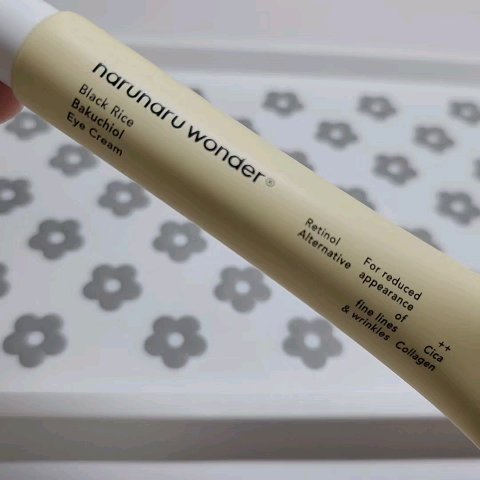 narunaru wonder®
Black Rice
Bakuchiol
Eye Cream
Retinol
Alternative
For reduced
appearance
of
fine lines
& wrinkles
++
Cica
Collagen